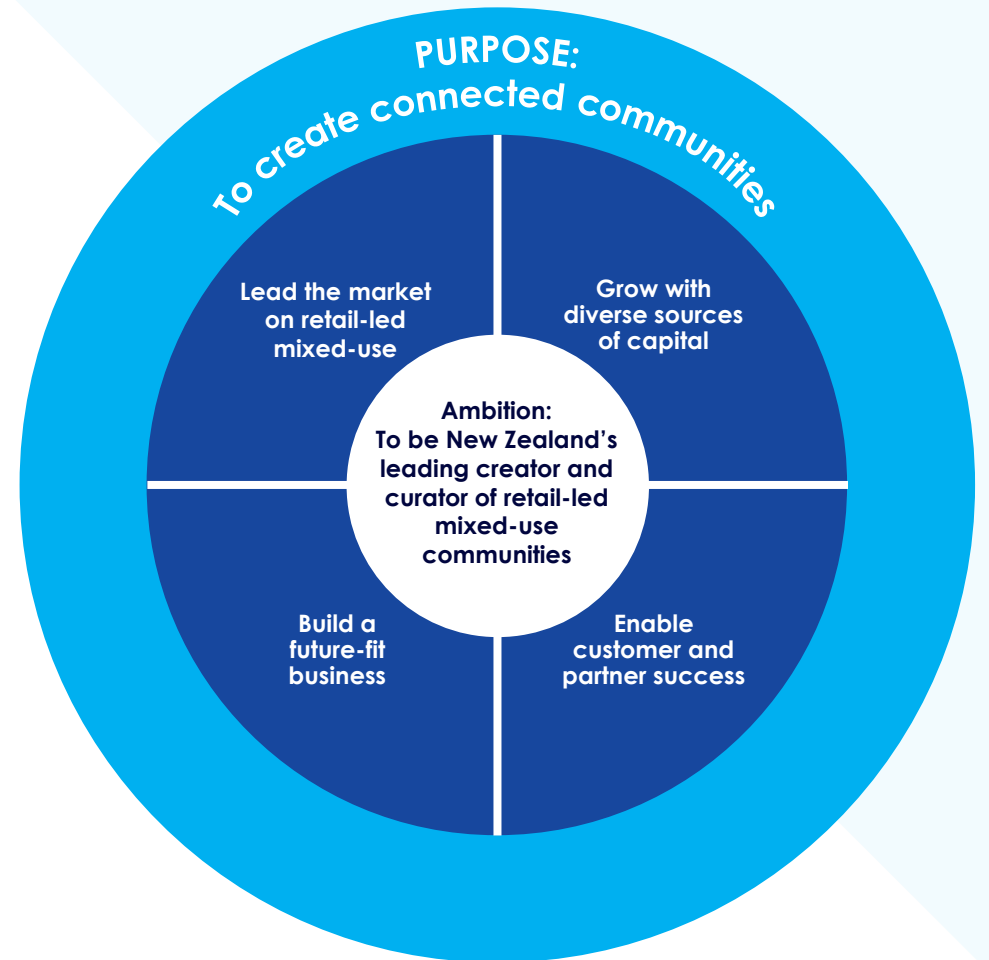 PURPOSE:
To create connected communities
Lead the market
on retail-led
mixed-use
Grow with
diverse sources
of capital
Ambition:
To be New Zealand’s
leading creator and
curator of retail-led
mixed-use
communities
Build a
future-fit
business
Enable
customer and
partner success